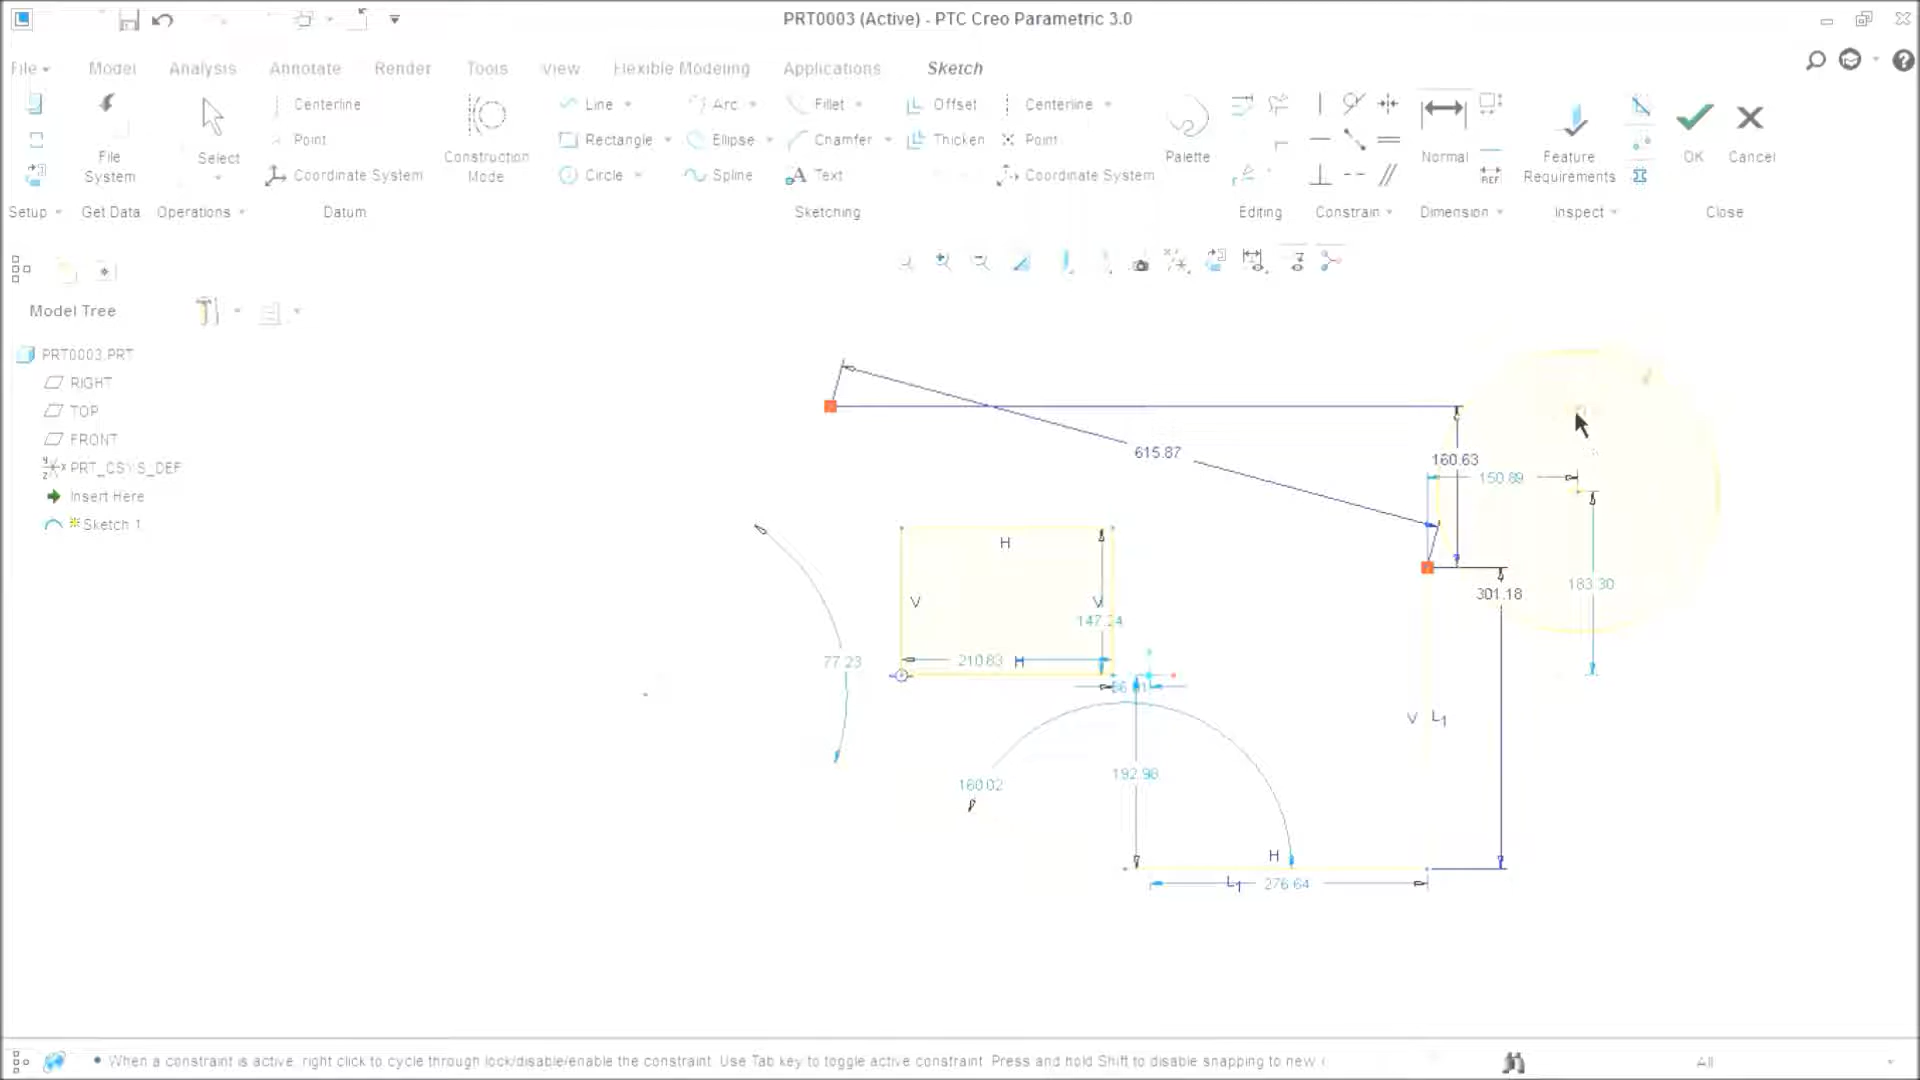 PRT0003 (Active) - PTC Creo Parametric 3.0
File Model Analysis Annotate Render Tools View Flexible Modeling Applications Sketch
Centerline Line Arc Fillet Offset Centerline
Point Rectangle Ellipse Chamfer Thicken Point
File System Select Construction Mode Palette Normal Feature Requirements OK Cancel
Coordinate System Circle Spline Text Coordinate System
REF
Setup Get Data Operations Datum Sketching Editing Constrain Dimension Inspect Close
Model Tree
PRT0003.PRT
RIGHT
TOP
FRONT
PRT_CSYS_DEF
Insert Here
Sketch 1
615.87
160.63
150.89
H
183.30
301.18
V
V
147.24
77.23
210.83 H
V L1
192.98
160.02
H
L1 276.64
When a constraint is active, right click to cycle through lock/disable/enable the constraint. Use Tab key to toggle active constraint. Press and hold Shift to disable snapping to new
All